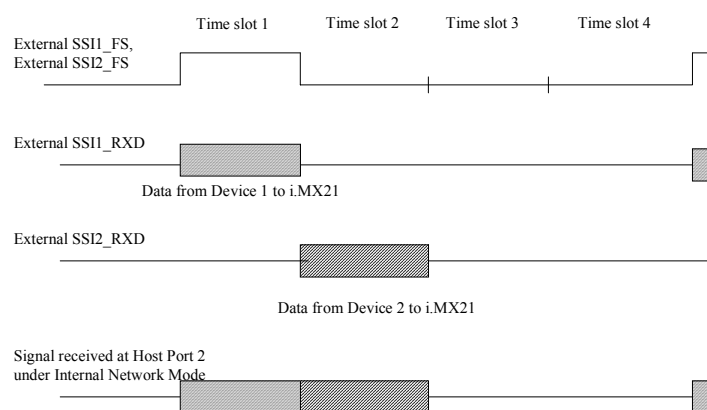 Time slot 1 Time slot 2 Time slot 3 Time slot 4
External SSI1_FS,
External SSI2_FS
External SSI1_RXD
Data from Device 1 to i.MX21
External SSI2_RXD
Data from Device 2 to i.MX21
Signal received at Host Port 2
under Internal Network Mode